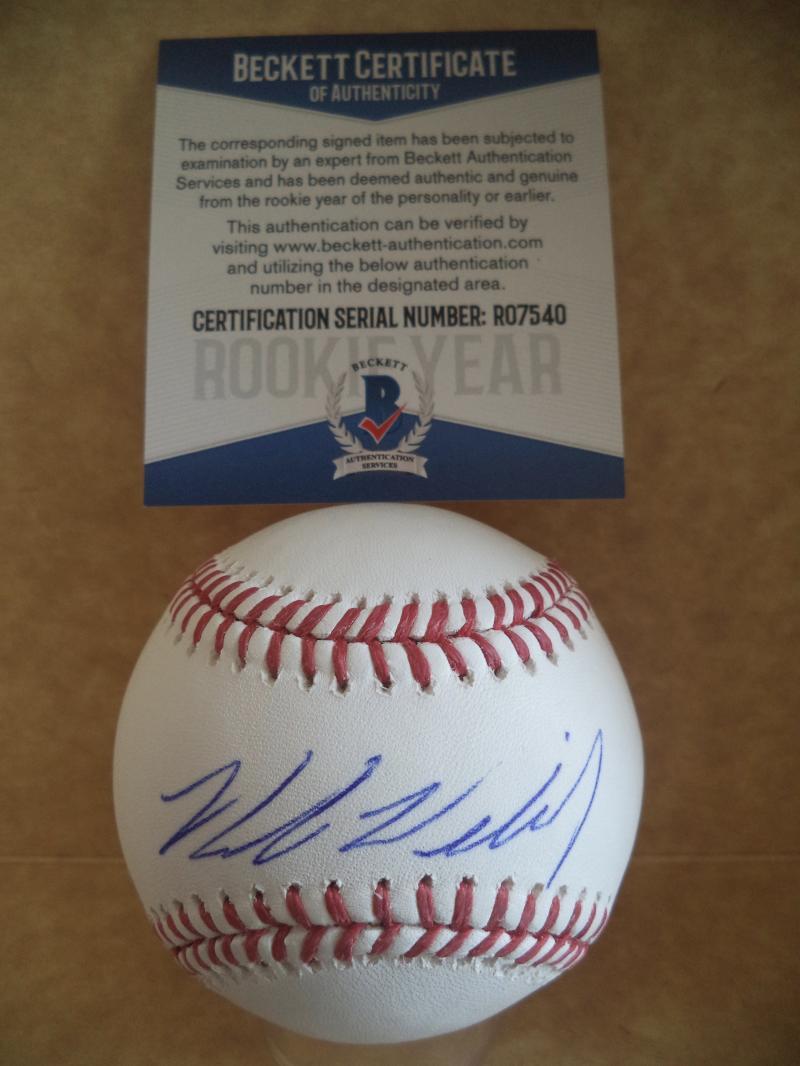 BECKETT CERTIFICATE
OF AUTHENTICITY
The corresponding signed item has been subjected to
examination by an expert from Beckett Authentication
Services and has been deemed authentic and genuine
from the rookie year of the personality or earlier.
This authentication can be verified by
visiting www.beckett-authentication.com
and utilizing the below authentication
number in the designated area.
CERTIFICATION SERIAL NUMBER: R07540
ROOKIE YEAR
BECKETT
B
AUTHENTICATION
SERVICES